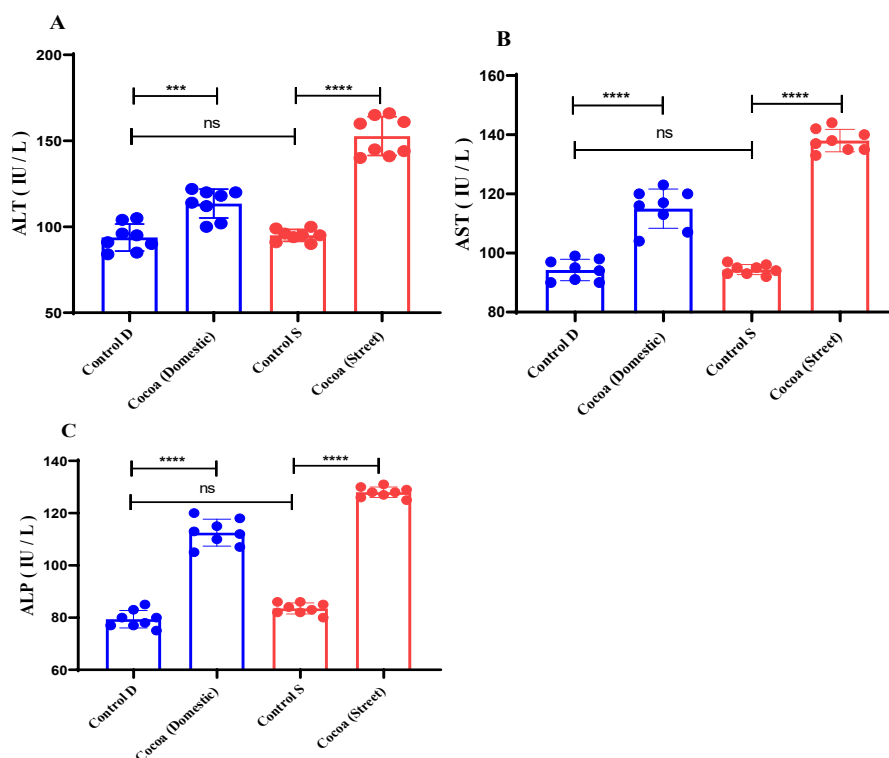 A
ALT ( IU / L )
200
150
100
50
***
****
ns
Control D
Cocoa (Domestic)
Control S
Cocoa (Street)
B
AST ( IU / L )
160
140
120
100
80
****
****
ns
Control D
Cocoa (Domestic)
Control S
Cocoa (Street)
C
ALP ( IU / L )
140
120
100
80
60
****
****
ns
Control D
Cocoa (Domestic)
Control S
Cocoa (Street)